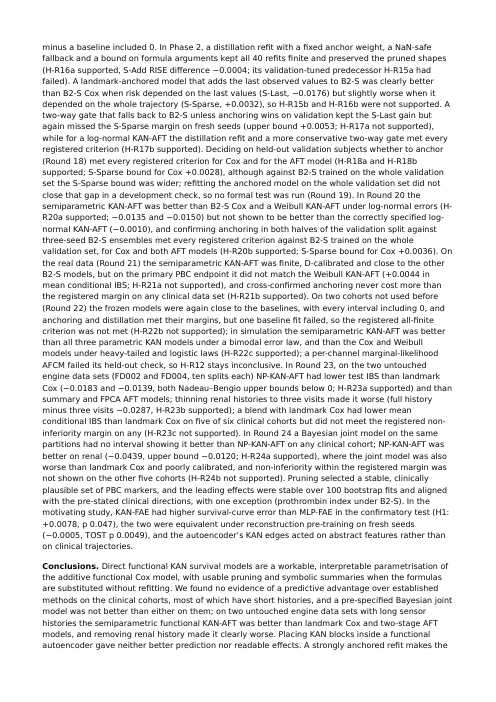 minus a baseline included 0. In Phase 2, a distillation refit with a fixed anchor weight, a NaN-safe
fallback and a bound on formula arguments kept all 40 refits finite and preserved the pruned shapes
(H-R16a supported, S-Add RISE difference −0.0004; its validation-tuned predecessor H-R15a had
failed). A landmark-anchored model that adds the last observed values to B2-S was clearly better
than B2-S Cox when risk depended on the last values (S-Last, −0.0176) but slightly worse when it
depended on the whole trajectory (S-Sparse, +0.0032), so H-R15b and H-R16b were not supported. A
two-way gate that falls back to B2-S unless anchoring wins on validation kept the S-Last gain but
again missed the S-Sparse margin on fresh seeds (upper bound +0.0053; H-R17a not supported),
while for a log-normal KAN-AFT the distillation refit and a more conservative two-way gate met every
registered criterion (H-R17b supported). Deciding on held-out validation subjects whether to anchor
(Round 18) met every registered criterion for Cox and for the AFT model (H-R18a and H-R18b
supported; S-Sparse bound for Cox +0.0028), although against B2-S trained on the whole validation
set the S-Sparse bound was wider; refitting the anchored model on the whole validation set did not
close that gap in a development check, so no formal test was run (Round 19). In Round 20 the
semiparametric KAN-AFT was better than B2-S Cox and a Weibull KAN-AFT under log-normal errors (H-
R20a supported; −0.0135 and −0.0150) but not shown to be better than the correctly specified log-
normal KAN-AFT (−0.0010), and confirming anchoring in both halves of the validation split against
three-seed B2-S ensembles met every registered criterion against B2-S trained on the whole
validation set, for Cox and both AFT models (H-R20b supported; S-Sparse bound for Cox +0.0036). On
the real data (Round 21) the semiparametric KAN-AFT was finite, D-calibrated and close to the other
B2-S models, but on the primary PBC endpoint it did not match the Weibull KAN-AFT (+0.0044 in
mean conditional IBS; H-R21a not supported), and cross-confirmed anchoring never cost more than
the registered margin on any clinical data set (H-R21b supported). On two cohorts not used before
(Round 22) the frozen models were again close to the baselines, with every interval including 0, and
anchoring and distillation met their margins, but one baseline fit failed, so the registered all-finite
criterion was not met (H-R22b not supported); in simulation the semiparametric KAN-AFT was better
than all three parametric KAN models under a bimodal error law, and than the Cox and Weibull
models under heavy-tailed and logistic laws (H-R22c supported); a per-channel marginal-likelihood
AFCM failed its held-out check, so H-R12 stays inconclusive. In Round 23, on the two untouched
engine data sets (FD002 and FD004, ten splits each) NP-KAN-AFT had lower test IBS than landmark
Cox (−0.0183 and −0.0139, both Nadeau–Bengio upper bounds below 0; H-R23a supported) and than
summary and FPCA AFT models; thinning renal histories to three visits made it worse (full history
minus three visits −0.0287, H-R23b supported); a blend with landmark Cox had lower mean
conditional IBS than landmark Cox on five of six clinical cohorts but did not meet the registered non-
inferiority margin on any (H-R23c not supported). In Round 24 a Bayesian joint model on the same
partitions had no interval showing it better than NP-KAN-AFT on any clinical cohort; NP-KAN-AFT was
better on renal (−0.0439, upper bound −0.0120; H-R24a supported), where the joint model was also
worse than landmark Cox and poorly calibrated, and non-inferiority within the registered margin was
not shown on the other five cohorts (H-R24b not supported). Pruning selected a stable, clinically
plausible set of PBC markers, and the leading effects were stable over 100 bootstrap fits and aligned
with the pre-stated clinical directions, with one exception (prothrombin index under B2-S). In the
motivating study, KAN-FAE had higher survival-curve error than MLP-FAE in the confirmatory test (H1:
+0.0078, p 0.047), the two were equivalent under reconstruction pre-training on fresh seeds
(−0.0005, TOST p 0.0049), and the autoencoder’s KAN edges acted on abstract features rather than
on clinical trajectories.
Conclusions. Direct functional KAN survival models are a workable, interpretable parametrisation of
the additive functional Cox model, with usable pruning and symbolic summaries when the formulas
are substituted without refitting. We found no evidence of a predictive advantage over established
methods on the clinical cohorts, most of which have short histories, and a pre-specified Bayesian joint
model was not better than either on them; on two untouched engine data sets with long sensor
histories the semiparametric functional KAN-AFT was better than landmark Cox and two-stage AFT
models, and removing renal history made it clearly worse. Placing KAN blocks inside a functional
autoencoder gave neither better prediction nor readable effects. A strongly anchored refit makes the